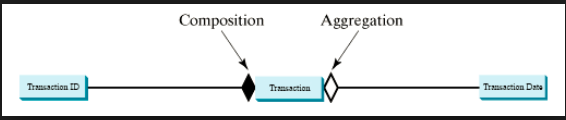 Composition
Aggregation
Transaction ID
Transaction
Transaction Date